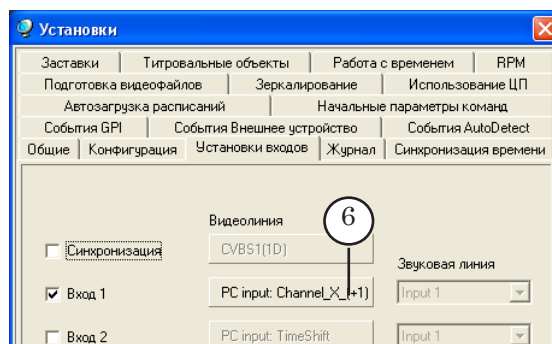 Установки
Заставки Титровальные объекты Работа с временем RPM
Подготовка видеофайлов Зеркалирование Использование ЦП
Автозагрузка расписаний Начальные параметры команд
События GPI События Внешнее устройство События AutoDetect
Общие Конфигурация Установки входов Журнал Синхронизация времени
Видеолиния 6
Синхронизация CVBS1(1D)
Звуковая линия
Вход 1 PC input: Channel_X_(+1) Input 1
Вход 2 PC input: TimeShift Input 1